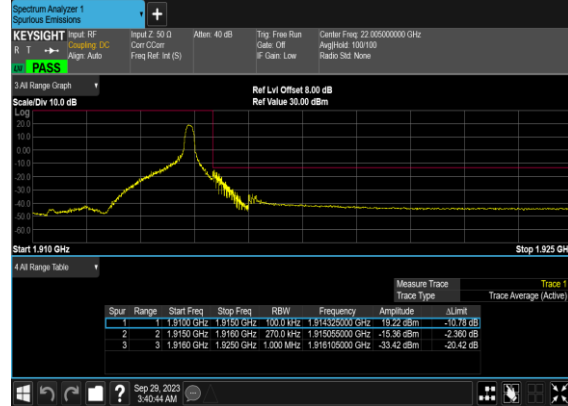 Spectrum Analyzer 1
Spurious Emissions
+
KEYSIGHT Input: RF Input Z: 50 Ω Atten: 40 dB Trig: Free Run Center Freq: 22.005000000 GHz
R T Coupling: DC Corr CCorr Gate: Off Avg|Hold: 100/100
Align: Auto Freq Ref: Int (S) IF Gain: Low Radio Std: None
PASS
3 All Range Graph
Ref Lvl Offset 8.00 dB
Scale/Div 10.0 dB Ref Value 30.00 dBm
Log
20.0
10.0
0.00
-10.0
-20.0
-30.0
-40.0
-50.0
-60.0
Start 1.910 GHz Stop 1.925 GH
4 All Range Table
Measure Trace Trace 1
Trace Type Trace Average (Active)
Spur Range Start Freq Stop Freq RBW Frequency Amplitude ΔLimit
1 1 1.9100 GHz 1.9150 GHz 100.0 kHz 1.914325000 GHz 19.22 dBm -10.78 dB
2 2 1.9150 GHz 1.9160 GHz 270.0 kHz 1.915055000 GHz -15.36 dBm -2.360 dB
3 3 1.9160 GHz 1.9250 GHz 1.000 MHz 1.916105000 GHz -33.42 dBm -20.42 dB
? Sep 29, 2023
3:40:44 AM